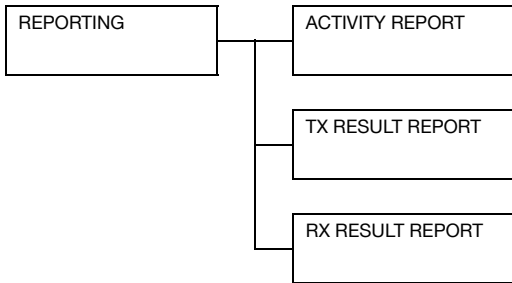 REPORTING
ACTIVITY REPORT
TX RESULT REPORT
RX RESULT REPORT